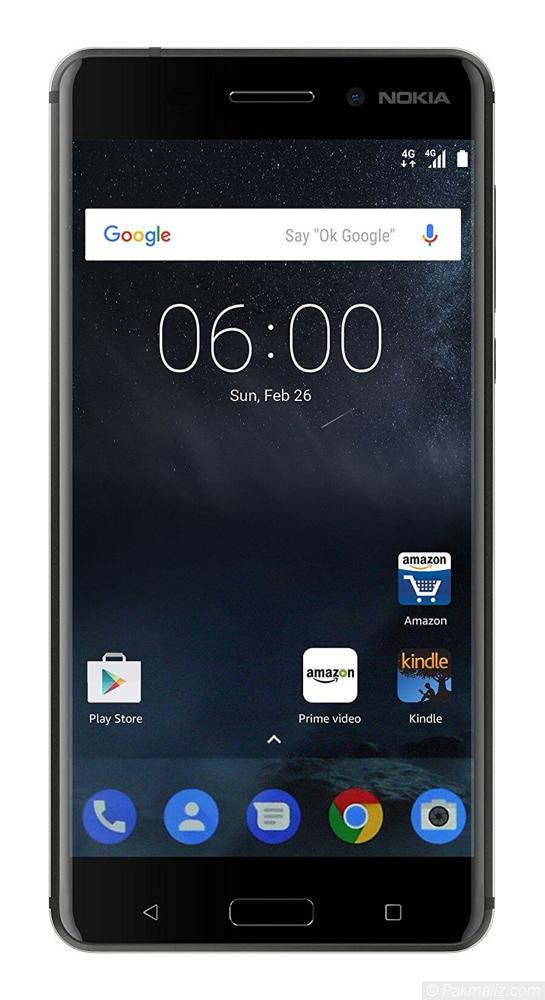 NOKIA
4G 4G
Google Say "Ok Google"
06:00
Sun, Feb 26
amazon
Amazon
amazon kindle
Play Store Prime video Kindle
© Pakmallz.com